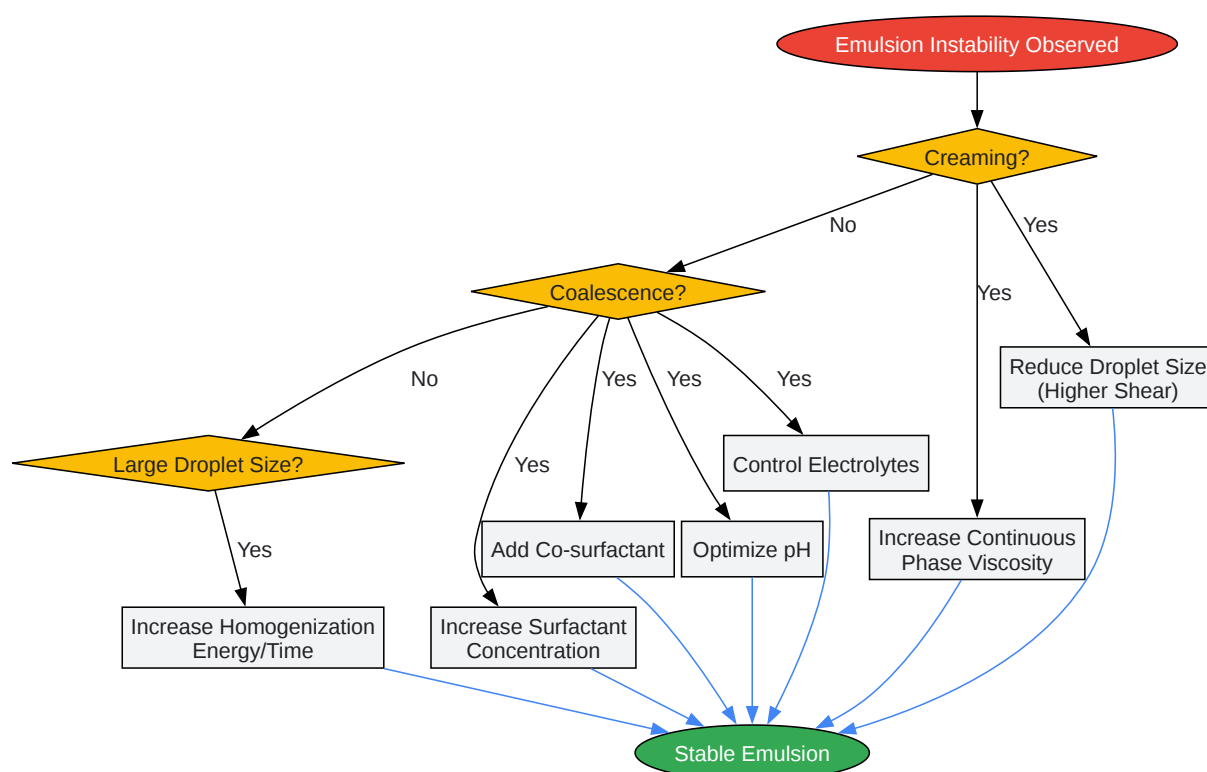 Emulsion Instability Observed
Creaming?
No
Yes
Yes
Coalescence?
Reduce Droplet Size
(Higher Shear)
No
Yes
Yes
Yes
Yes
Large Droplet Size?
Control Electrolytes
Yes
Add Co-surfactant
Optimize pH
Increase Continuous
Phase Viscosity
Increase Homogenization
Energy/Time
Increase Surfactant
Concentration
Stable Emulsion